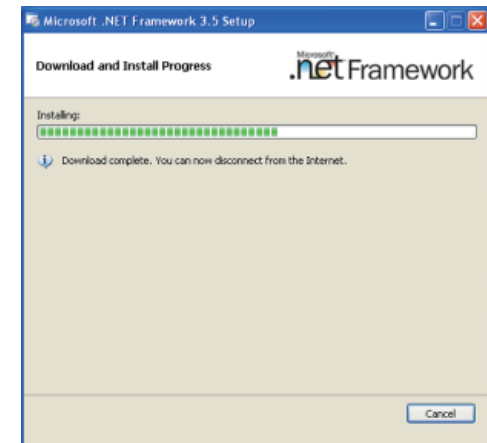 Microsoft .NET Framework 3.5 Setup
Download and Install Progress
Microsoft
.net Framework
Installing:
Download complete. You can now disconnect from the Internet.
Cancel